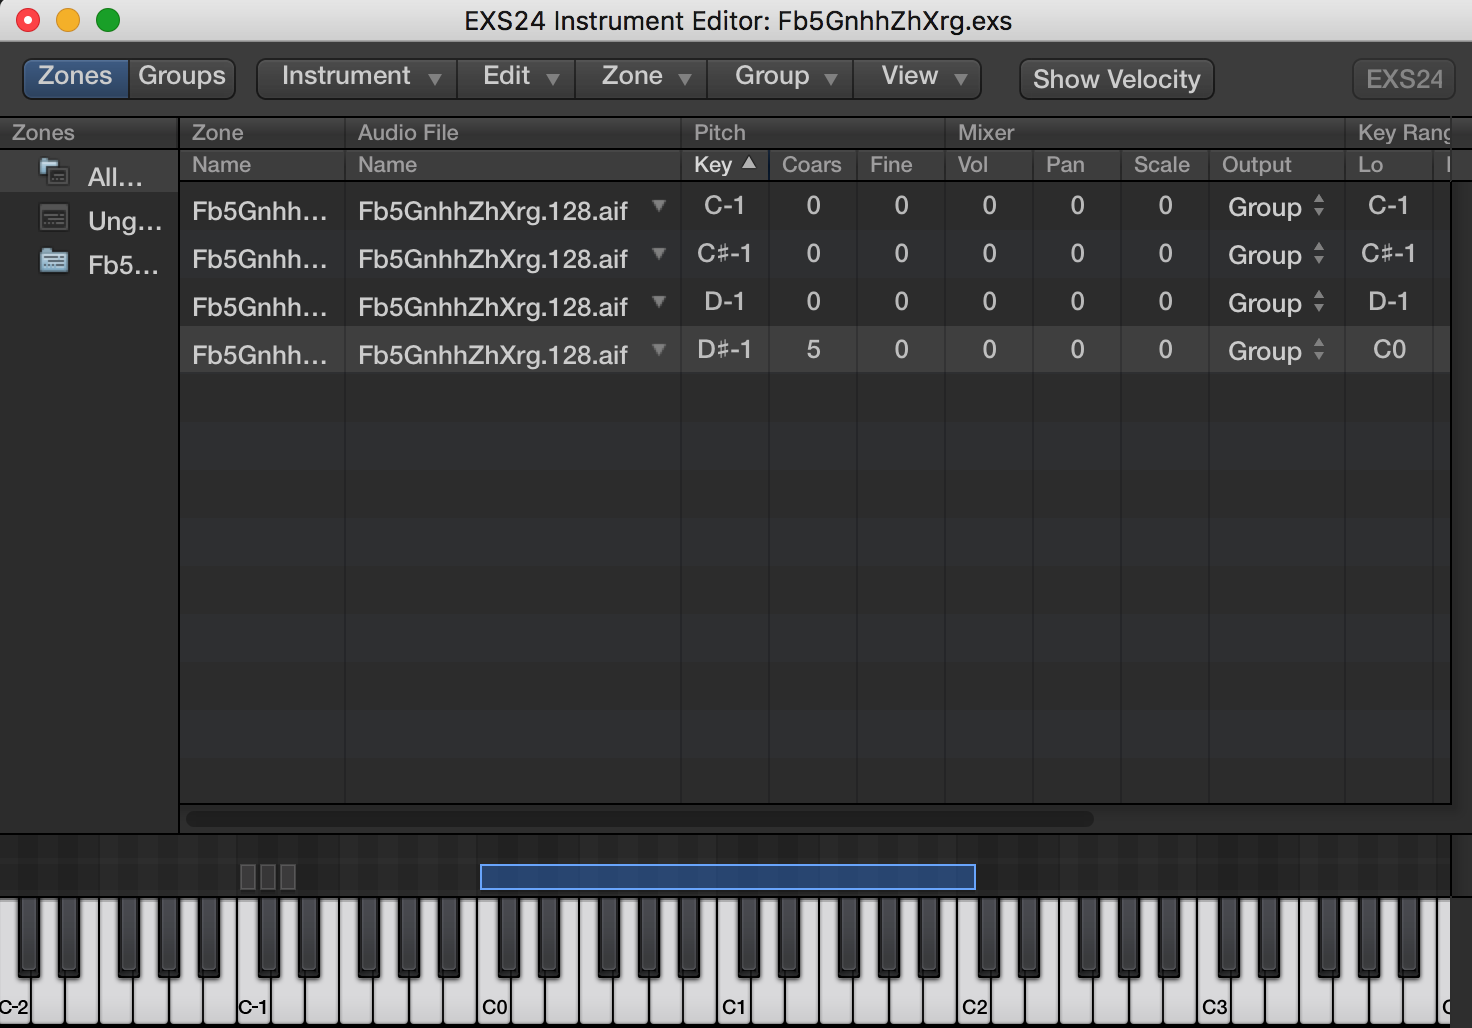 EXS24 Instrument Editor: Fb5GnhhZhXrg.exs
Zones Groups Instrument Edit Zone Group View Show Velocity EXS24
Zones Zone Audio File Pitch Mixer Key Rang
Name Name Key Coars Fine Vol Pan Scale Output Lo
All...
Ung...
Fb5...
Fb5Gnhh... Fb5GnhhZhXrg.128.aif C-1 0 0 0 0 0 Group C-1
Fb5Gnhh... Fb5GnhhZhXrg.128.aif C♯-1 0 0 0 0 0 Group C♯-1
Fb5Gnhh... Fb5GnhhZhXrg.128.aif D-1 0 0 0 0 0 Group D-1
Fb5Gnhh... Fb5GnhhZhXrg.128.aif D♯-1 5 0 0 0 0 Group C0
C-2 C-1 C0 C1 C2 C3